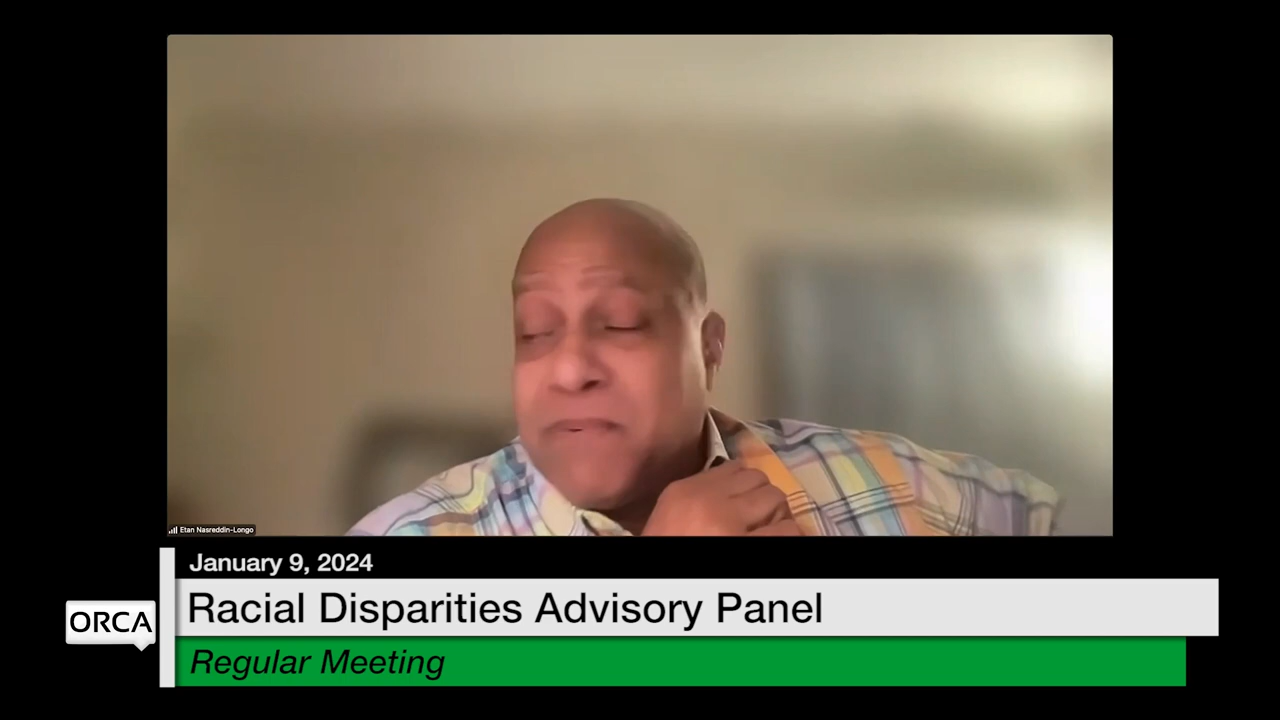 Etan Nasreddin-Longo
January 9, 2024
Racial Disparities Advisory Panel
ORCA
Regular Meeting